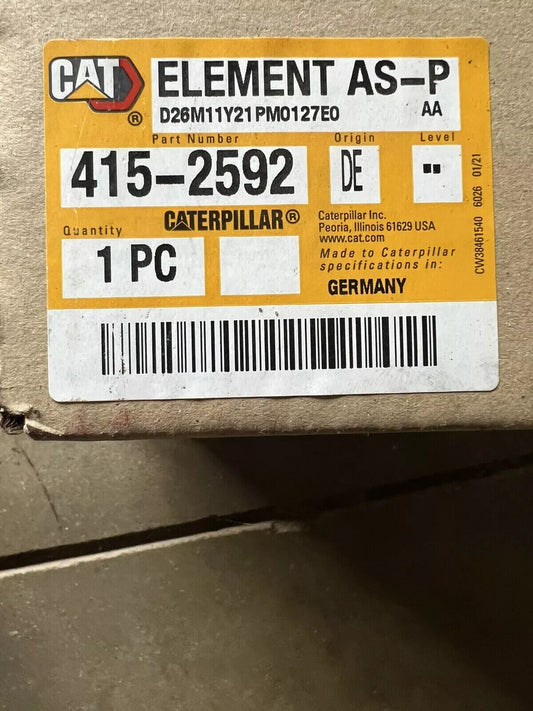 CAT ®
ELEMENT AS-P
D26M11Y21PM0127E0 AA
Part Number Origin Level
415-2592 DE "
CATERPILLAR®
Caterpillar Inc.
Peoria, Illinois 61629 USA
www.cat.com
Quantity
1 PC
Made to Caterpillar
specifications in:
GERMANY
CW38461540 6026 01/21